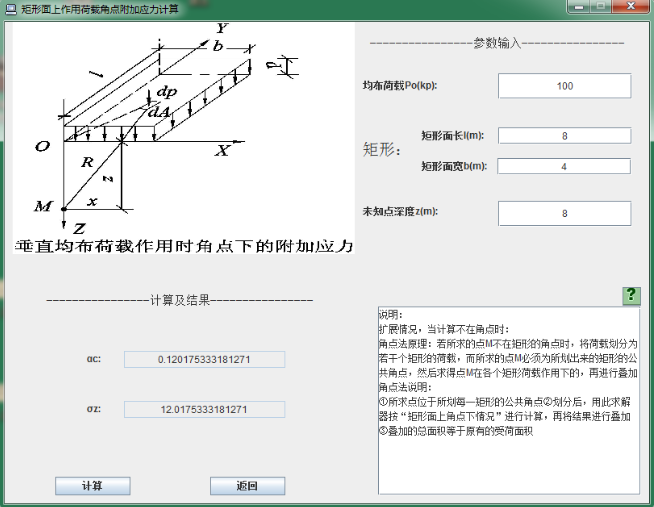 矩形面上作用荷载角点附加应力计算
Y
b
l
p
dp
dA
O
X
R
z
M
x
Z
垂直均布荷载作用时角点下的附加应力
----------------参数输入----------------
均布荷载Po(kp):
100
矩形:
矩形面长l(m):
8
矩形面宽b(m):
4
未知点深度z(m):
8
----------------计算及结果----------------
αc:
0.120175333181271
σz:
12.0175333181271
计算
返回
?
说明:
扩展情况，当计算不在角点时:
角点法原理: 若所求的点M不在矩形的角点时，将荷载划分为
若干个矩形的荷载，而所求的点M必须为所划出来的矩形的公
共角点，然后求得点M在各个矩形荷载作用下的，再进行叠加
角点法说明:
①所求点位于所划每一矩形的公共角点②划分后，用此求解
器按“矩形面上角点下情况”进行计算，再将结果进行叠加
③叠加的总面积等于原有的受荷面积